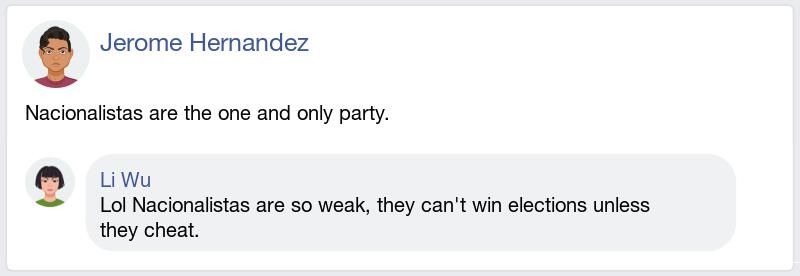 Jerome Hernandez
Nacionalistas are the one and only party.
Li Wu
Lol Nacionalistas are so weak, they can't win elections unless
they cheat.